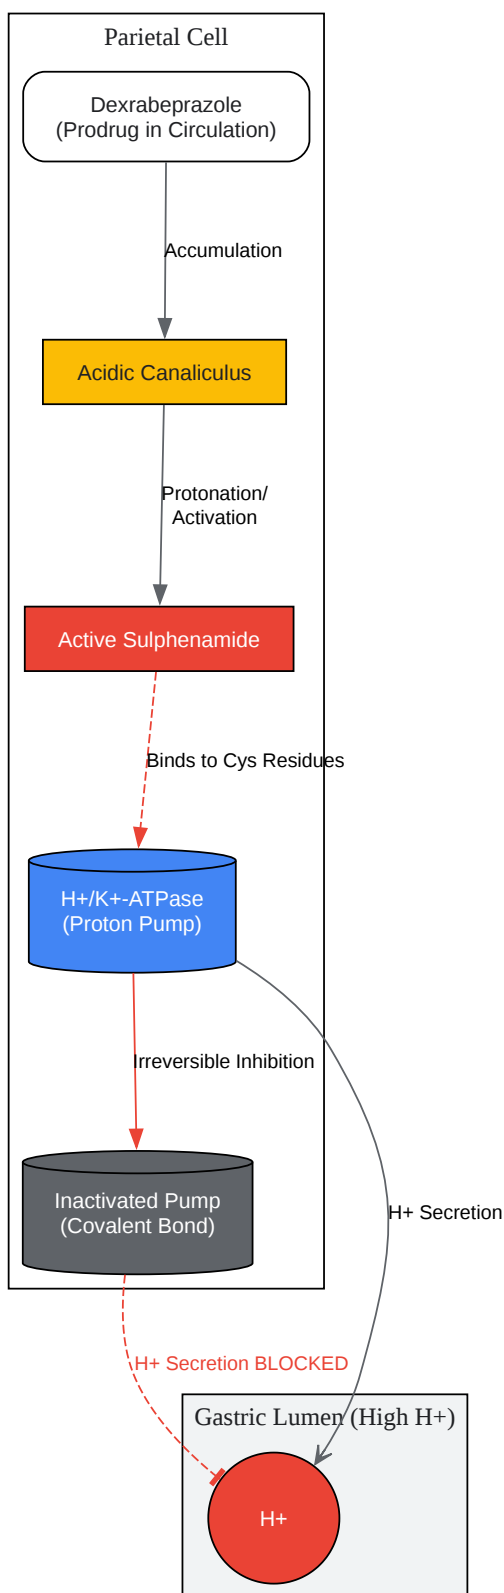 Parietal Cell
Dexrabeprazole
(Prodrug in Circulation)
Accumulation
Acidic Canaliculus
Protonation/
Activation
Active Sulphenamide
Binds to Cys Residues
H+/K+-ATPase
(Proton Pump)
Irreversible Inhibition
Inactivated Pump
(Covalent Bond)
H+ Secretion
H+ Secretion BLOCKED
Gastric Lumen (High H+)
H+